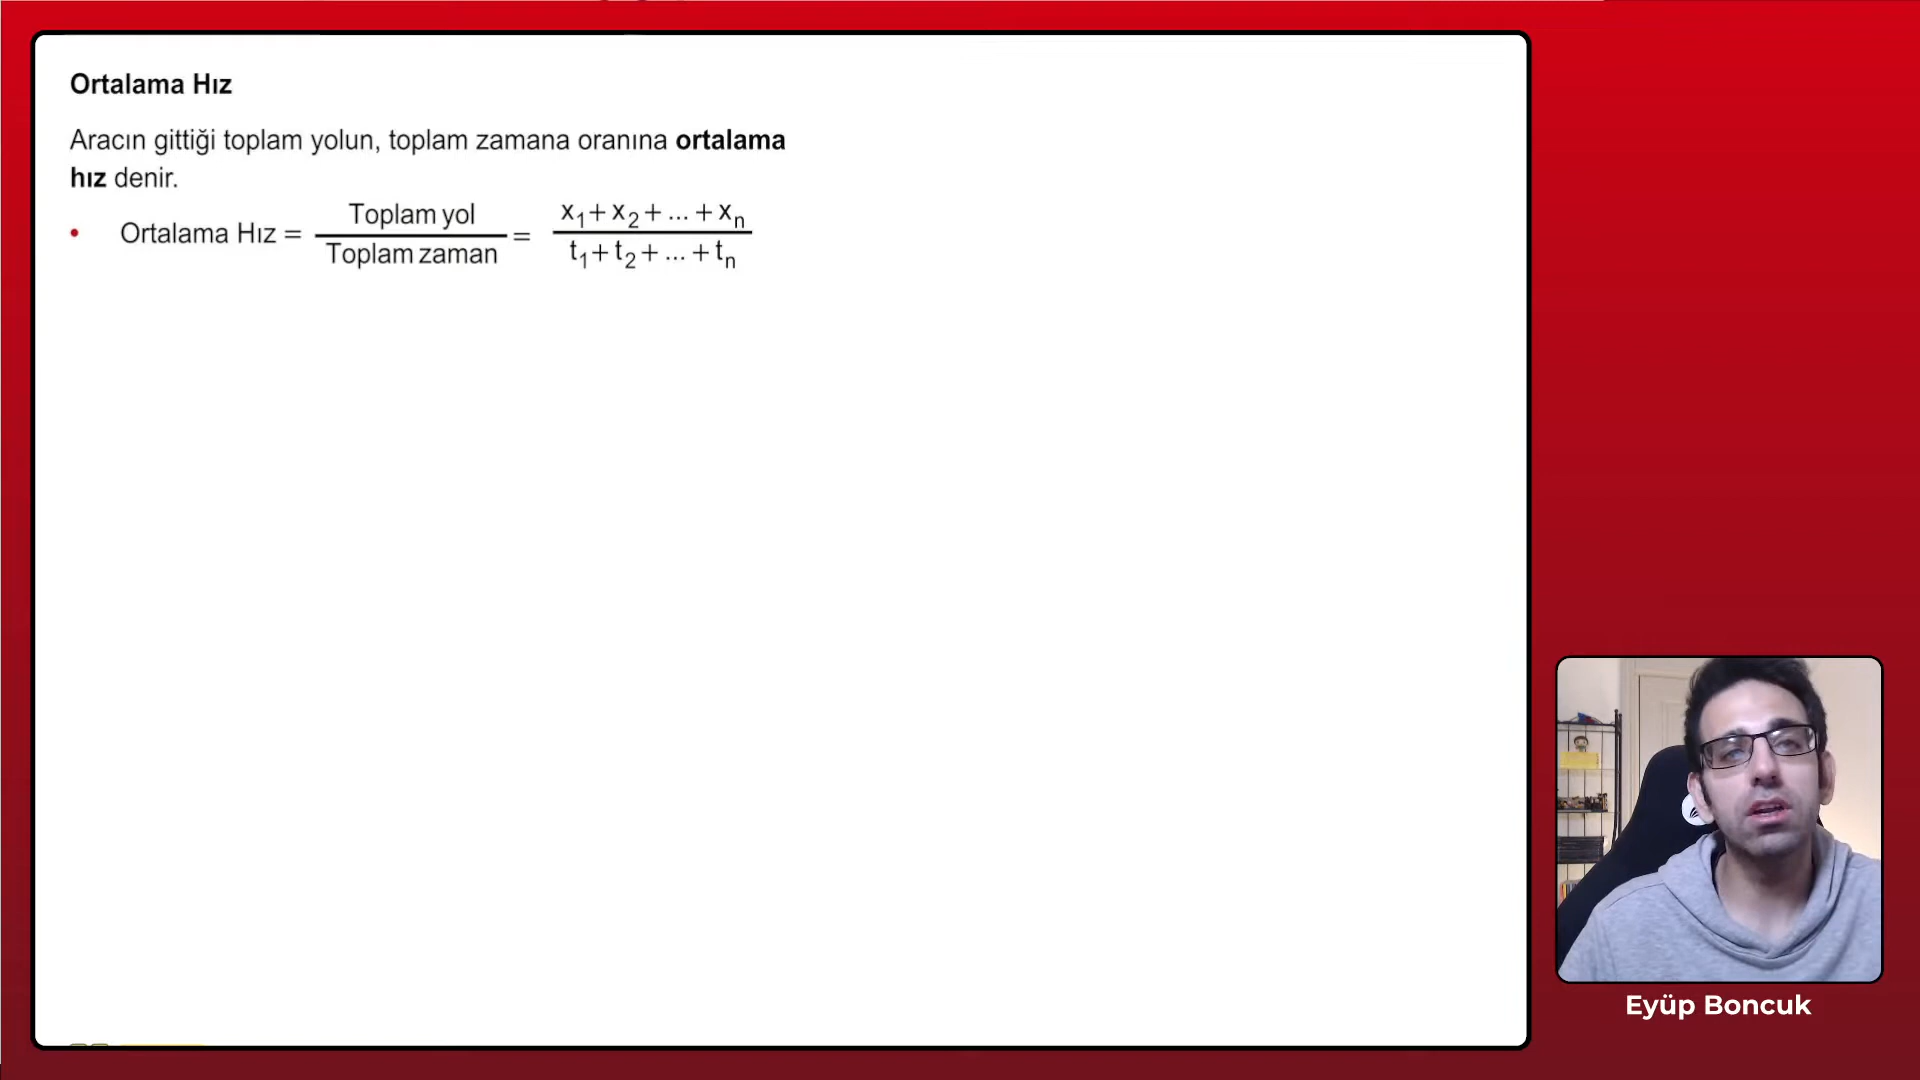 Ortalama Hız
Aracın gittiği toplam yolun, toplam zamana oranına ortalama
hız denir.
• Ortalama Hız = Toplam yol / Toplam zaman = x₁+x₂+...+xₙ / t₁+t₂+...+tₙ
Eyüp Boncuk